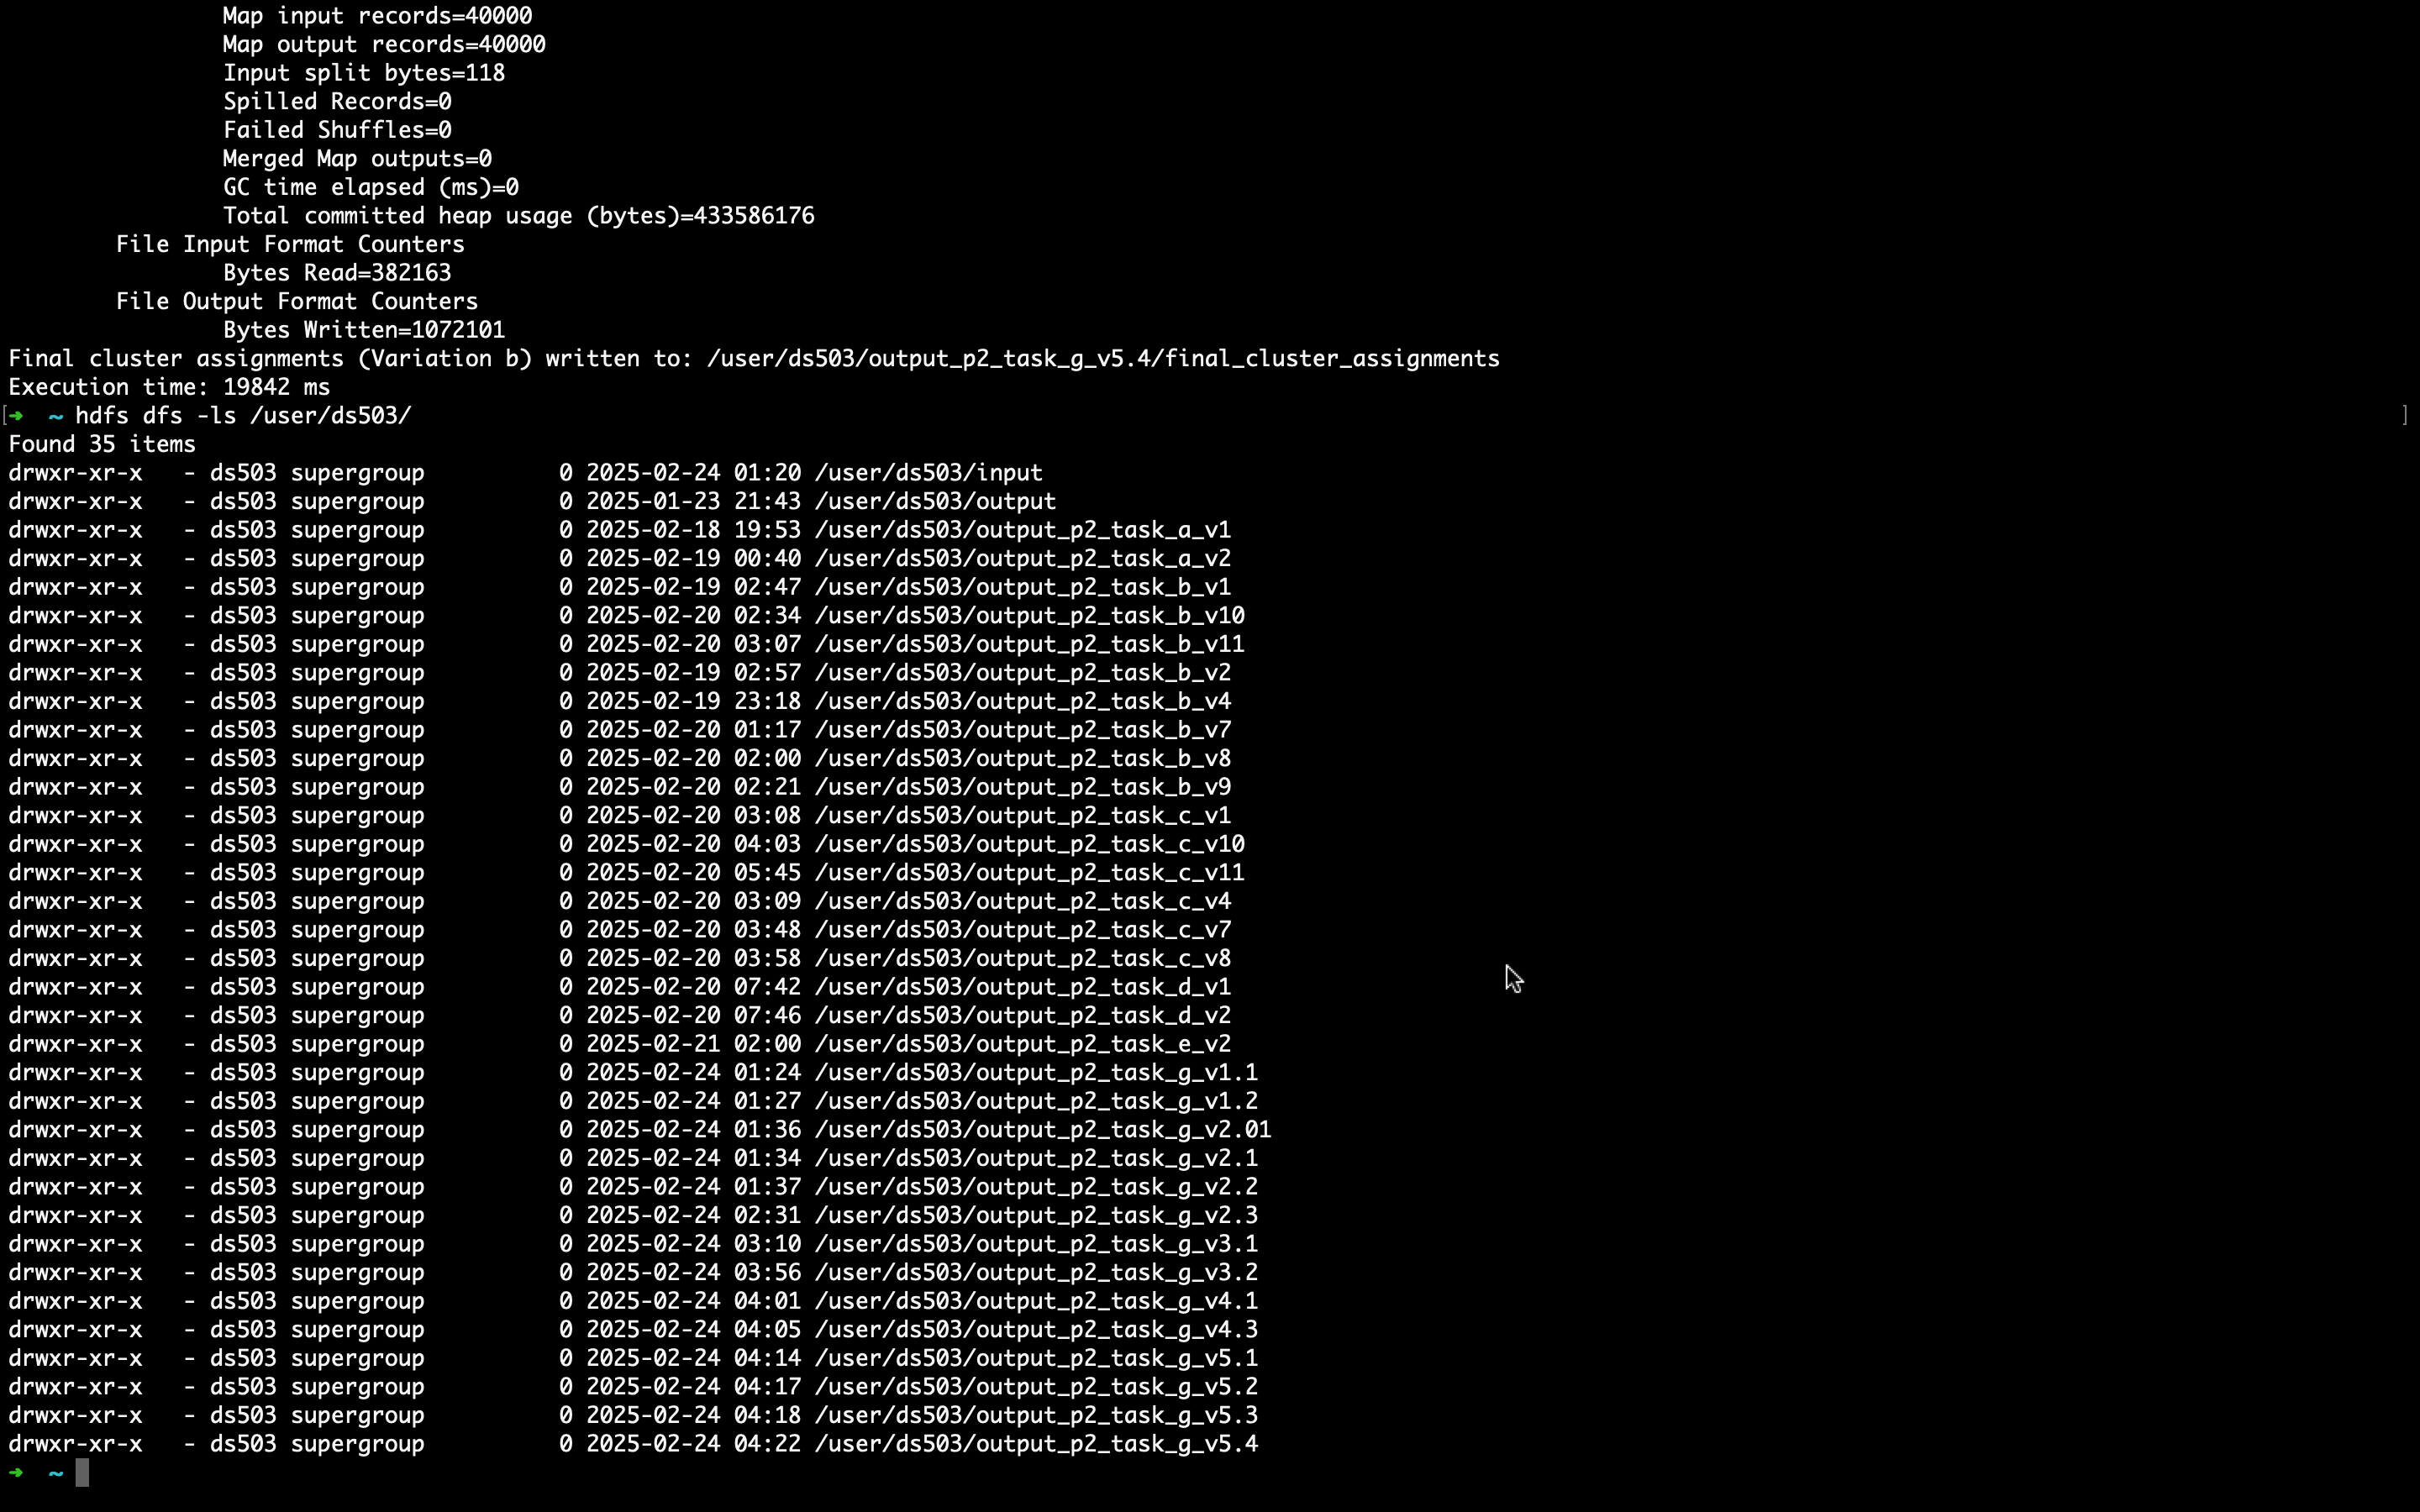 Map input records=40000
Map output records=40000
Input split bytes=118
Spilled Records=0
Failed Shuffles=0
Merged Map outputs=0
GC time elapsed (ms)=0
Total committed heap usage (bytes)=433586176
File Input Format Counters
Bytes Read=382163
File Output Format Counters
Bytes Written=1072101
Final cluster assignments (Variation b) written to: /user/ds503/output_p2_task_g_v5.4/final_cluster_assignments
Execution time: 19842 ms
[➜  ~ hdfs dfs -ls /user/ds503/ ]
Found 35 items
drwxr-xr-x   - ds503 supergroup          0 2025-02-24 01:20 /user/ds503/input
drwxr-xr-x   - ds503 supergroup          0 2025-01-23 21:43 /user/ds503/output
drwxr-xr-x   - ds503 supergroup          0 2025-02-18 19:53 /user/ds503/output_p2_task_a_v1
drwxr-xr-x   - ds503 supergroup          0 2025-02-19 00:40 /user/ds503/output_p2_task_a_v2
drwxr-xr-x   - ds503 supergroup          0 2025-02-19 02:47 /user/ds503/output_p2_task_b_v1
drwxr-xr-x   - ds503 supergroup          0 2025-02-20 02:34 /user/ds503/output_p2_task_b_v10
drwxr-xr-x   - ds503 supergroup          0 2025-02-20 03:07 /user/ds503/output_p2_task_b_v11
drwxr-xr-x   - ds503 supergroup          0 2025-02-19 02:57 /user/ds503/output_p2_task_b_v2
drwxr-xr-x   - ds503 supergroup          0 2025-02-19 23:18 /user/ds503/output_p2_task_b_v4
drwxr-xr-x   - ds503 supergroup          0 2025-02-20 01:17 /user/ds503/output_p2_task_b_v7
drwxr-xr-x   - ds503 supergroup          0 2025-02-20 02:00 /user/ds503/output_p2_task_b_v8
drwxr-xr-x   - ds503 supergroup          0 2025-02-20 02:21 /user/ds503/output_p2_task_b_v9
drwxr-xr-x   - ds503 supergroup          0 2025-02-20 03:08 /user/ds503/output_p2_task_c_v1
drwxr-xr-x   - ds503 supergroup          0 2025-02-20 04:03 /user/ds503/output_p2_task_c_v10
drwxr-xr-x   - ds503 supergroup          0 2025-02-20 05:45 /user/ds503/output_p2_task_c_v11
drwxr-xr-x   - ds503 supergroup          0 2025-02-20 03:09 /user/ds503/output_p2_task_c_v4
drwxr-xr-x   - ds503 supergroup          0 2025-02-20 03:48 /user/ds503/output_p2_task_c_v7
drwxr-xr-x   - ds503 supergroup          0 2025-02-20 03:58 /user/ds503/output_p2_task_c_v8
drwxr-xr-x   - ds503 supergroup          0 2025-02-20 07:42 /user/ds503/output_p2_task_d_v1
drwxr-xr-x   - ds503 supergroup          0 2025-02-20 07:46 /user/ds503/output_p2_task_d_v2
drwxr-xr-x   - ds503 supergroup          0 2025-02-21 02:00 /user/ds503/output_p2_task_e_v2
drwxr-xr-x   - ds503 supergroup          0 2025-02-24 01:24 /user/ds503/output_p2_task_g_v1.1
drwxr-xr-x   - ds503 supergroup          0 2025-02-24 01:27 /user/ds503/output_p2_task_g_v1.2
drwxr-xr-x   - ds503 supergroup          0 2025-02-24 01:36 /user/ds503/output_p2_task_g_v2.01
drwxr-xr-x   - ds503 supergroup          0 2025-02-24 01:34 /user/ds503/output_p2_task_g_v2.1
drwxr-xr-x   - ds503 supergroup          0 2025-02-24 01:37 /user/ds503/output_p2_task_g_v2.2
drwxr-xr-x   - ds503 supergroup          0 2025-02-24 02:31 /user/ds503/output_p2_task_g_v2.3
drwxr-xr-x   - ds503 supergroup          0 2025-02-24 03:10 /user/ds503/output_p2_task_g_v3.1
drwxr-xr-x   - ds503 supergroup          0 2025-02-24 03:56 /user/ds503/output_p2_task_g_v3.2
drwxr-xr-x   - ds503 supergroup          0 2025-02-24 04:01 /user/ds503/output_p2_task_g_v4.1
drwxr-xr-x   - ds503 supergroup          0 2025-02-24 04:05 /user/ds503/output_p2_task_g_v4.3
drwxr-xr-x   - ds503 supergroup          0 2025-02-24 04:14 /user/ds503/output_p2_task_g_v5.1
drwxr-xr-x   - ds503 supergroup          0 2025-02-24 04:17 /user/ds503/output_p2_task_g_v5.2
drwxr-xr-x   - ds503 supergroup          0 2025-02-24 04:18 /user/ds503/output_p2_task_g_v5.3
drwxr-xr-x   - ds503 supergroup          0 2025-02-24 04:22 /user/ds503/output_p2_task_g_v5.4
➜  ~